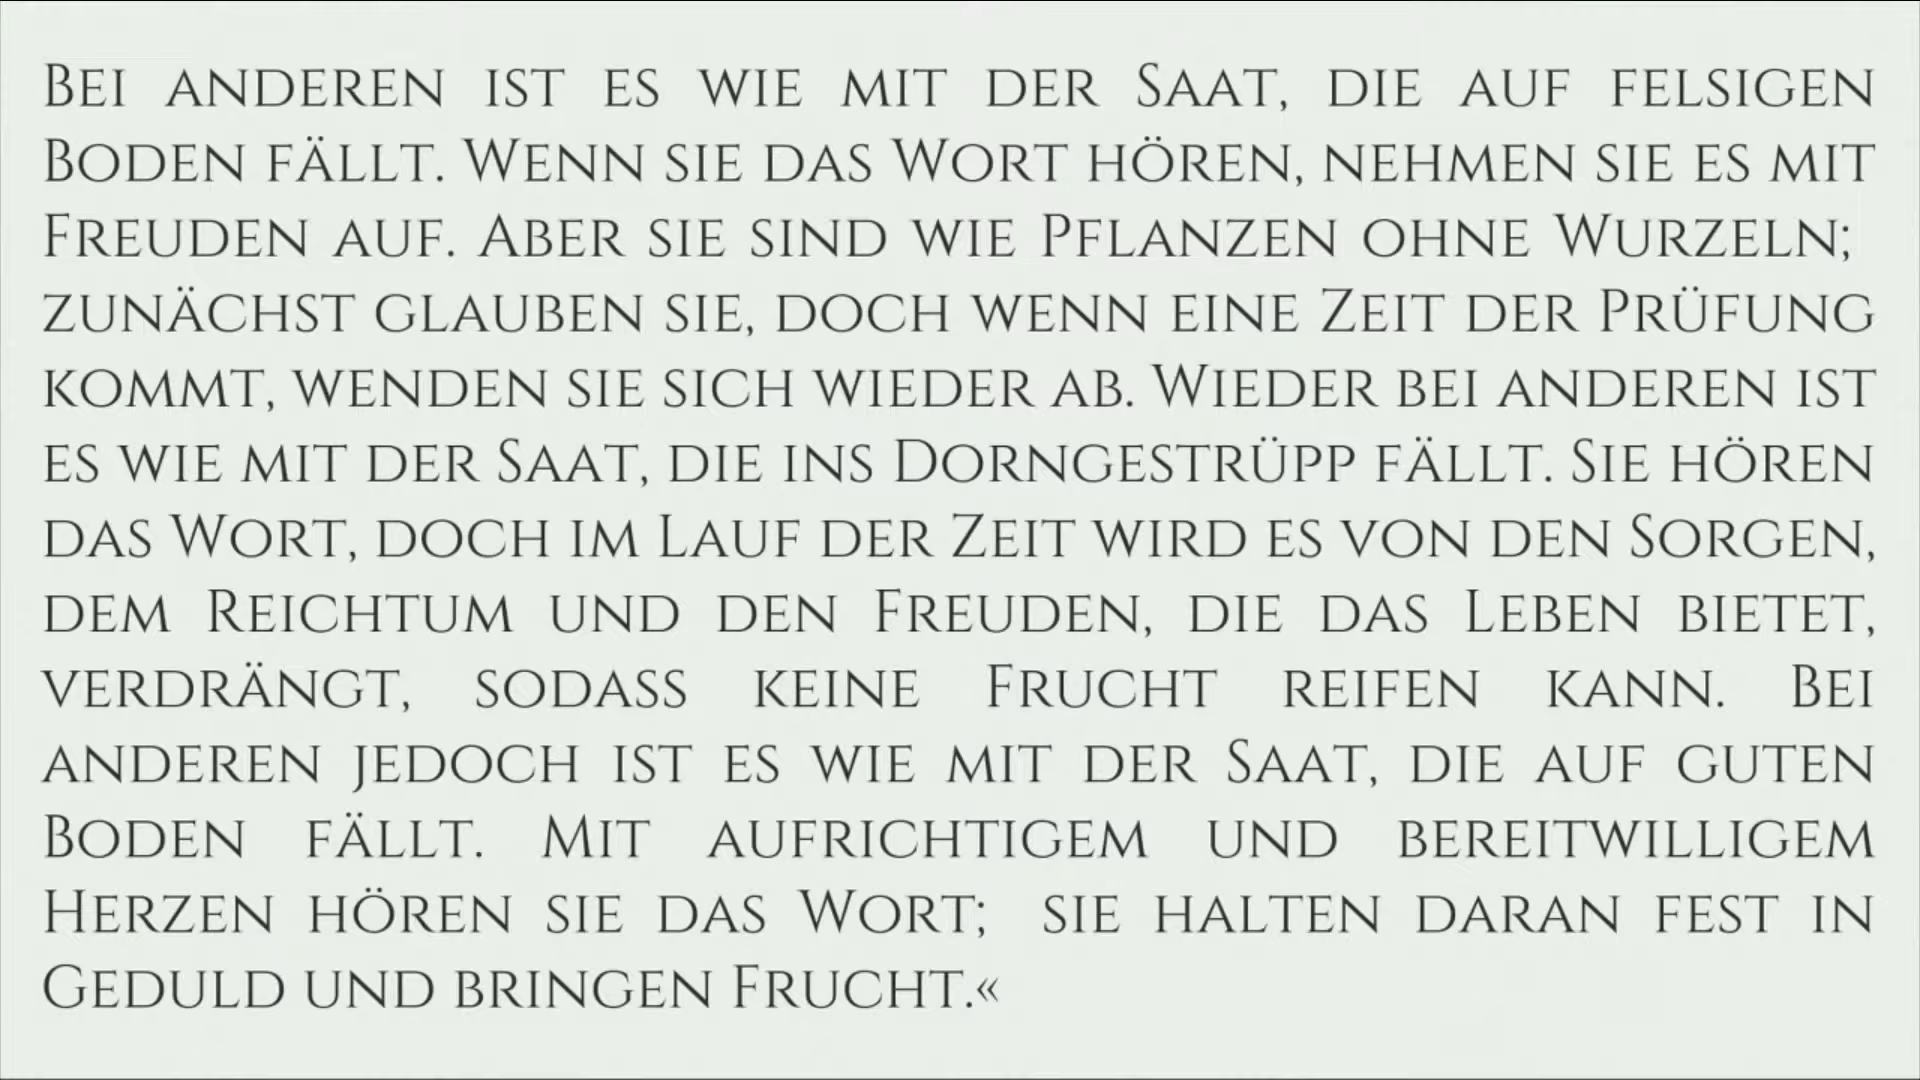 Bei anderen ist es wie mit der Saat, die auf felsigen
Boden fällt. Wenn sie das Wort hören, nehmen sie es mit
Freuden auf. Aber sie sind wie Pflanzen ohne Wurzeln;
zunächst glauben sie, doch wenn eine Zeit der Prüfung
kommt, wenden sie sich wieder ab. Wieder bei anderen ist
es wie mit der Saat, die ins Dorngestrüpp fällt. Sie hören
das Wort, doch im Lauf der Zeit wird es von den Sorgen,
dem Reichtum und den Freuden, die das Leben bietet,
verdrängt, sodass keine Frucht reifen kann. Bei
anderen jedoch ist es wie mit der Saat, die auf guten
Boden fällt. Mit aufrichtigem und bereitwilligem
Herzen hören sie das Wort; sie halten daran fest in
Geduld und bringen Frucht.«